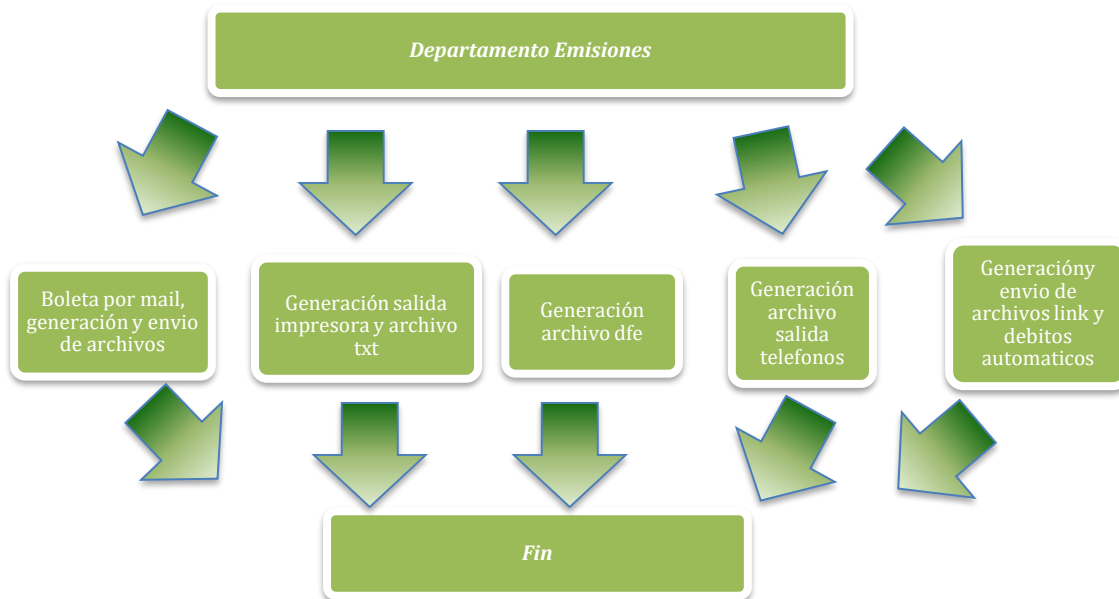 Departamento Emisiones
Boleta por mail,
generación y envio
de archivos
Generación salida
impresora y archivo
txt
Generación
archivo dfe
Generación
archivo
salida
telefonos
Generacióny
envio de
archivos link y
debitos
automaticos
Fin